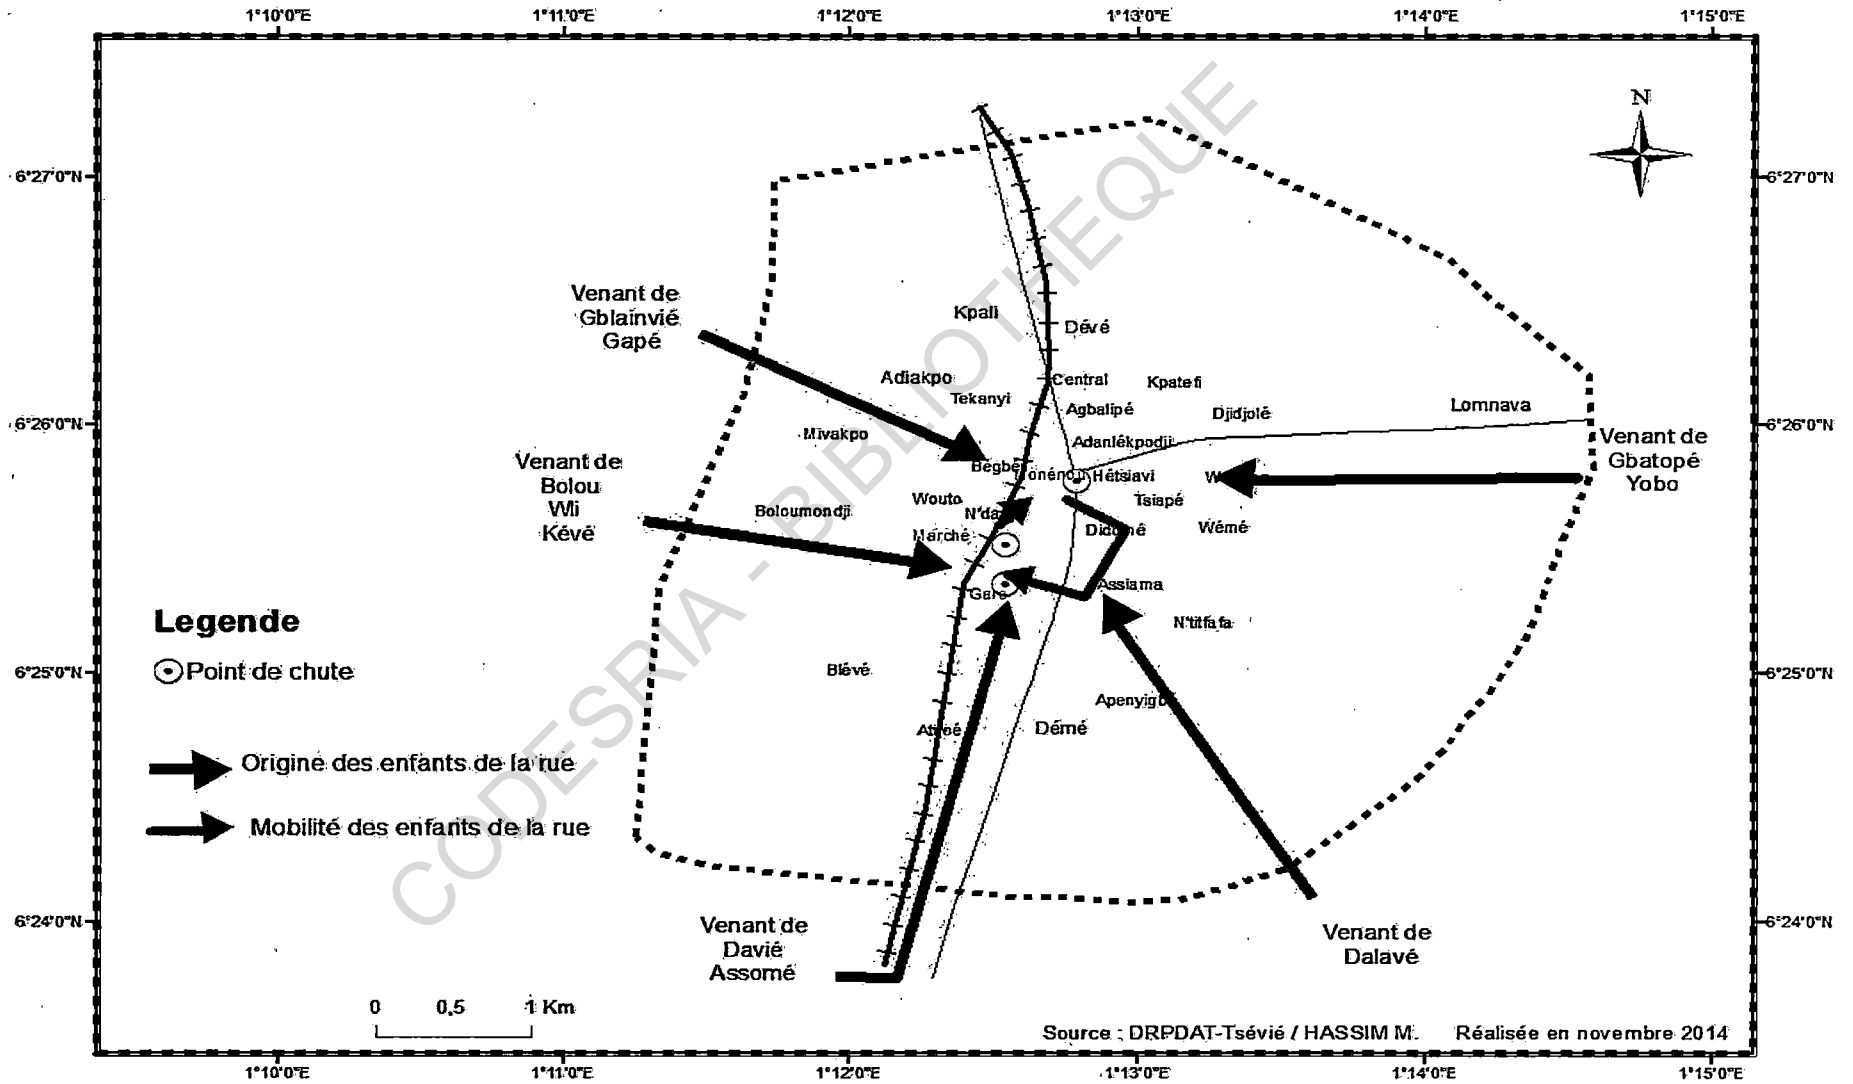 1°10'0"E 1°11'0"E 1°12'0"E 1°13'0"E 1°14'0"E 1°15'0"E
N
6°27'0"N 6°27'0"N
Venant de
Gblainvié
Gapé
Kpali
Dévé
Adiakpo
Central
Kpatefi
Tekanyi
Agbalipé
Djidjolé
Lomnava
6°26'0"N 6°26'0"N
Mivakpo
Adanlékpodji
Venant de
Gbatopé
Yobo
Venant de
Bolou
Wli
Kévé
Hétsiavi
Wouto
Tsiapé
Boloumondji
Marché
Wémé
Assiama
Gare
N'titfafa
Legende
Point de chute
Blévé
6°25'0"N 6°25'0"N
Démé
Origine des enfants de la rue
Mobilité des enfants de la rue
CODESRIA - BIBLIOTHEQUE
6°24'0"N 6°24'0"N
Venant de
Davié
Assomé
Venant de
Dalavé
0 0,5 1 Km
Source : DRPDAT-Tsévié / HASSIM M. Réalisée en novembre 2014
1°10'0"E 1°11'0"E 1°12'0"E 1°13'0"E 1°14'0"E 1°15'0"E